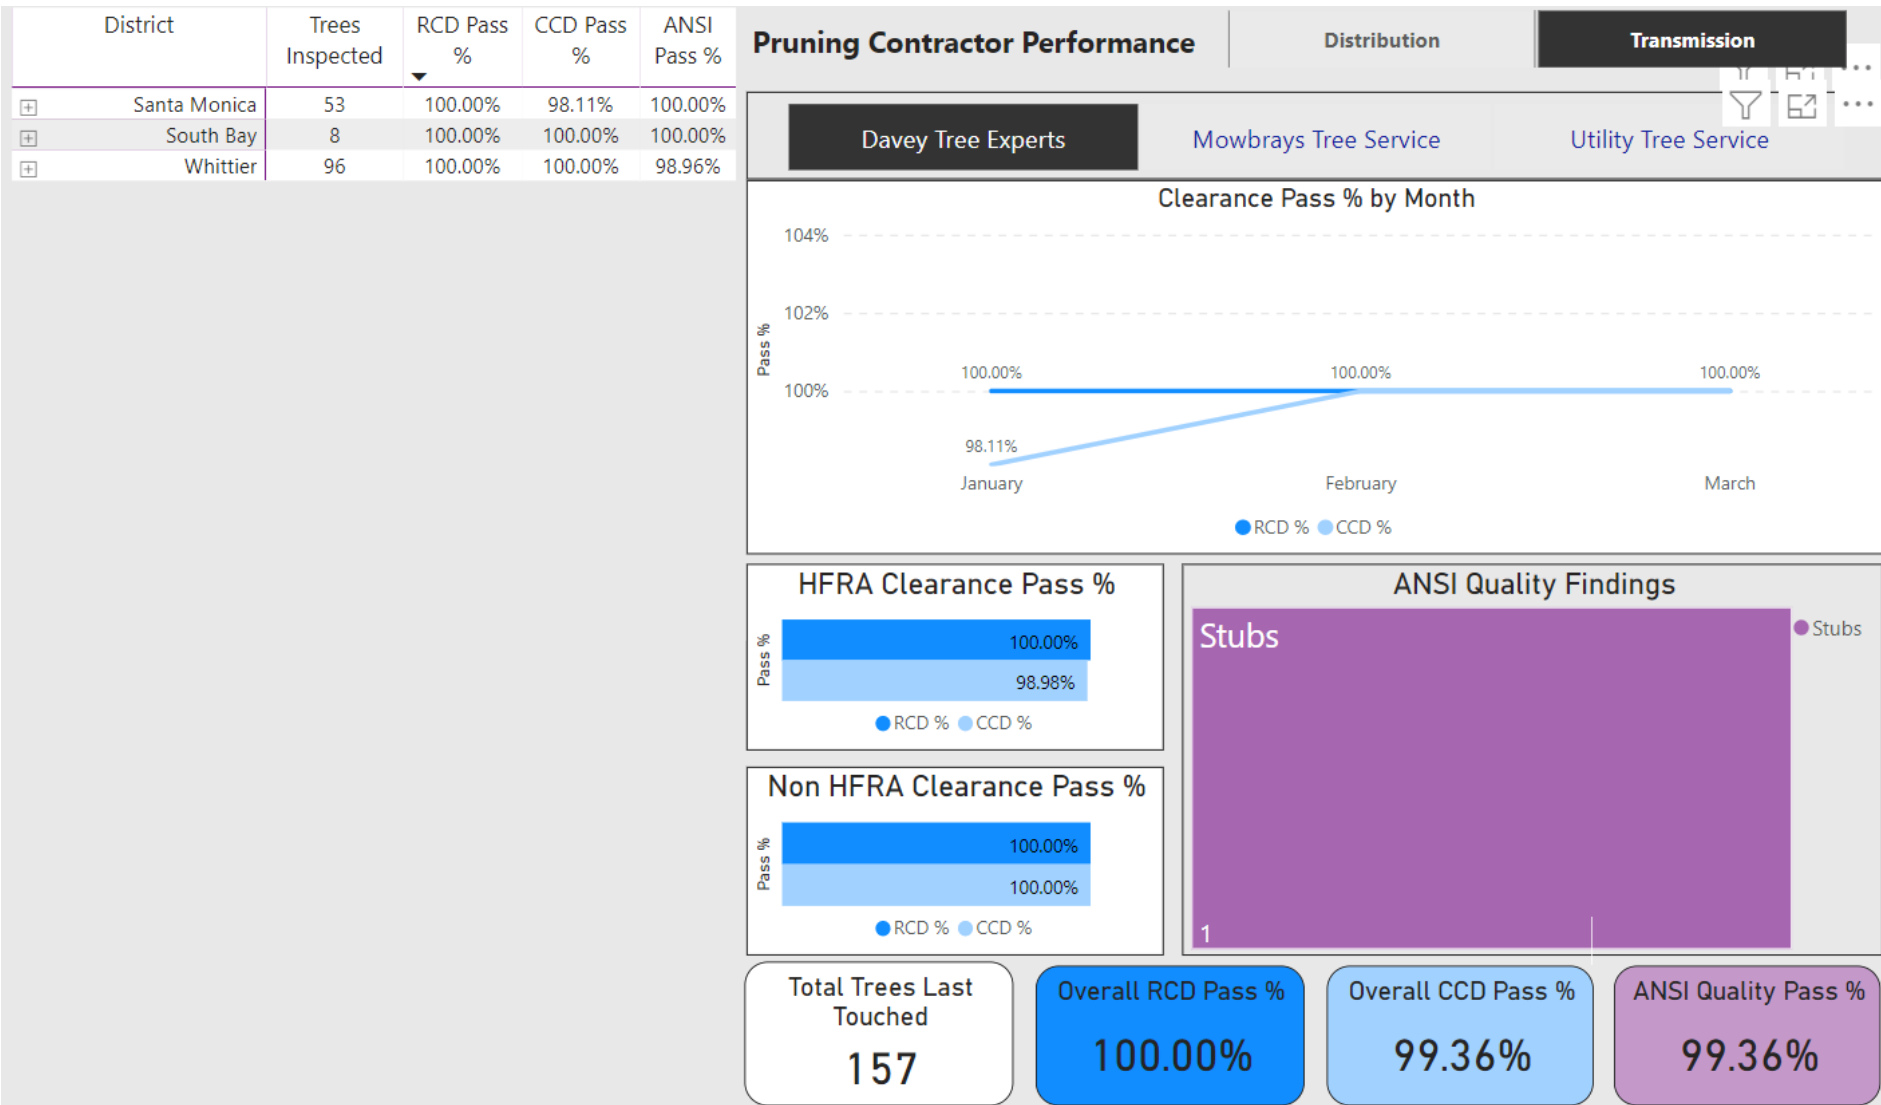 District Trees Inspected RCD Pass % CCD Pass % ANSI Pass %
Santa Monica 53 100.00% 98.11% 100.00%
South Bay 8 100.00% 100.00% 100.00%
Whittier 96 100.00% 100.00% 98.96%
Pruning Contractor Performance
Distribution
Transmission
Davey Tree Experts
Mowbrays Tree Service
Utility Tree Service
Clearance Pass % by Month
104%
102%
100%
Pass %
100.00% 100.00% 100.00%
98.11%
January February March
RCD % CCD %
HFRA Clearance Pass %
Pass %
100.00%
98.98%
RCD % CCD %
Non HFRA Clearance Pass %
Pass %
100.00%
100.00%
RCD % CCD %
ANSI Quality Findings
Stubs
1
Stubs
Total Trees Last
Touched
157
Overall RCD Pass %
100.00%
Overall CCD Pass %
99.36%
ANSI Quality Pass %
99.36%